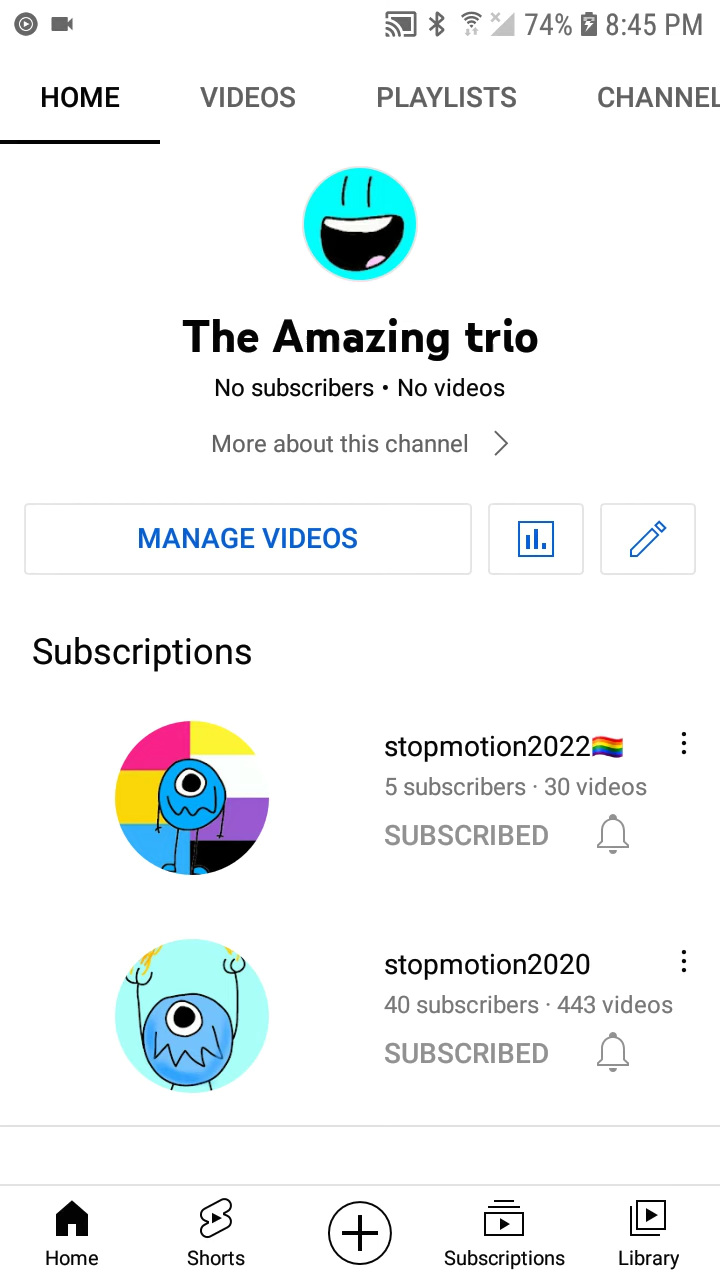 74% 8:45 PM
HOME VIDEOS PLAYLISTS CHANNEL
The Amazing trio
No subscribers • No videos
More about this channel
MANAGE VIDEOS
Subscriptions
stopmotion2022🏳️‍🌈
5 subscribers · 30 videos
SUBSCRIBED
stopmotion2020
40 subscribers · 443 videos
SUBSCRIBED
Home Shorts Subscriptions Library